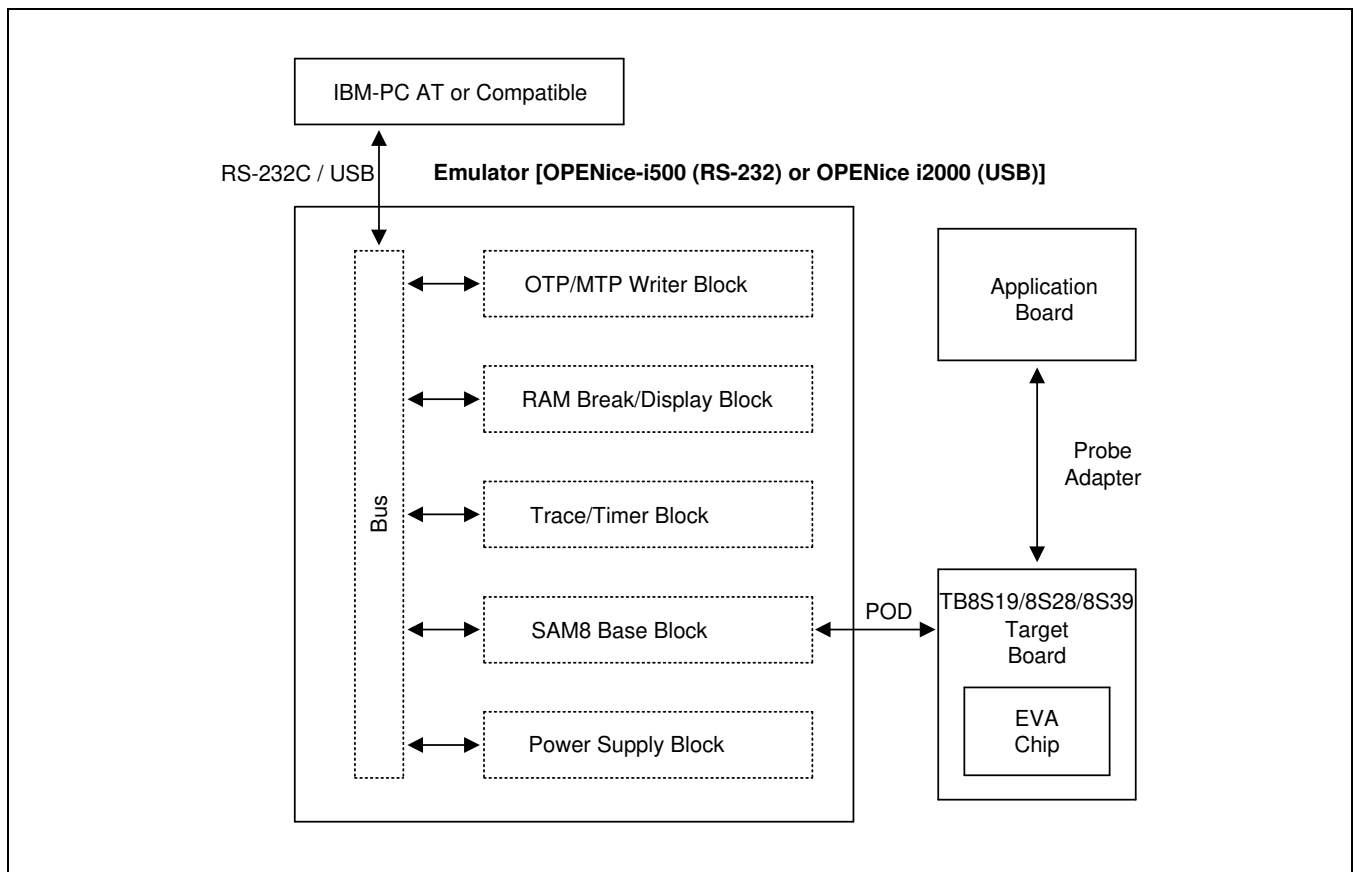 IBM-PC AT or Compatible
RS-232C / USB
Emulator [OPENice-i500 (RS-232) or OPENice i2000 (USB)]
Bus
OTP/MTP Writer Block
RAM Break/Display Block
Trace/Timer Block
SAM8 Base Block
Power Supply Block
POD
Application
Board
Probe
Adapter
TB8S19/8S28/8S39
Target
Board
EVA
Chip